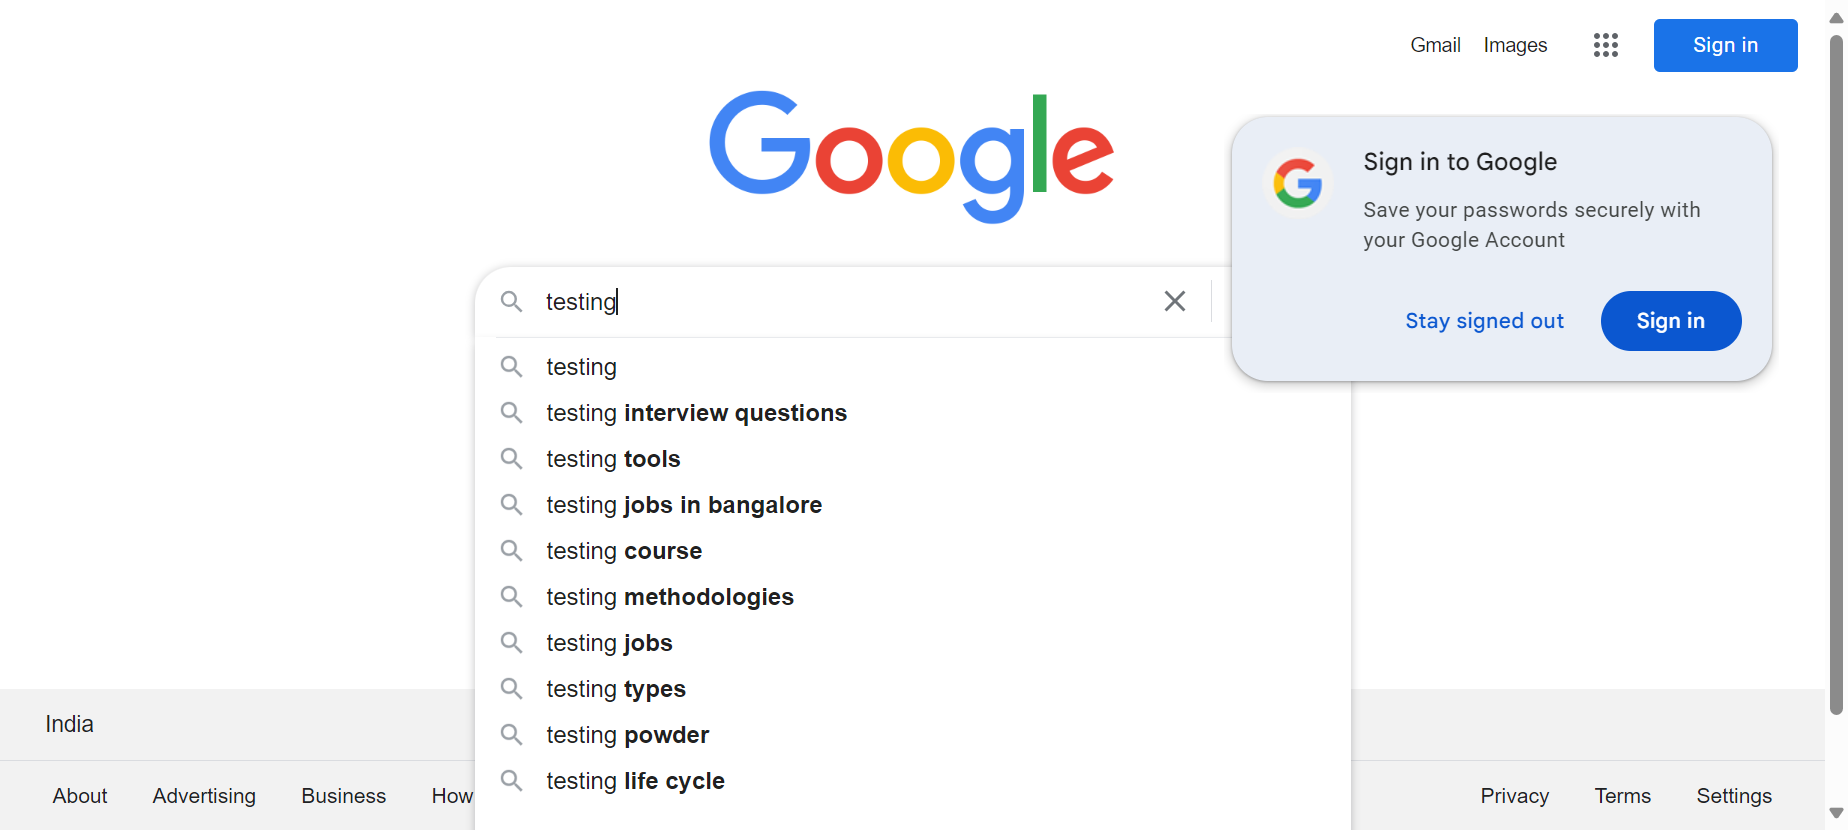 Gmail Images Sign in
Google
Sign in to Google
Save your passwords securely with
your Google Account
Stay signed out Sign in
testing
testing
testing interview questions
testing tools
testing jobs in bangalore
testing course
testing methodologies
testing jobs
testing types
testing powder
testing life cycle
India
About Advertising Business How
Privacy Terms Settings